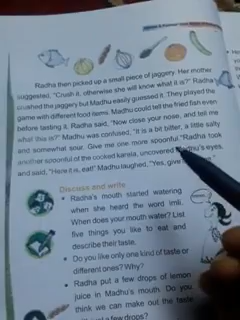 Radha then picked up a small piece of jaggery. Her mother
suggested, "Crush it, otherwise she will know what it is?" Radha
crushed the jaggery but Madhu easily guessed it. They played the
game with different food items. Madhu could tell the fried fish even
before tasting it. Radha said, "Now close your nose, and tell me
what this is?" Madhu was confused, "It is a bit bitter, a little salty
and somewhat sour. Give me one more spoonful." Radha took
another spoonful of the cooked karela, uncovered Madhu's eyes,
and said, "Here it is, eat!" Madhu laughed, "Yes, give
Discuss and write
Radha's mouth started watering
when she heard the word imli.
When does your mouth water? List
five things you like to eat and
describe their taste.
Do you like only one kind of taste or
different ones? Why?
Radha put a few drops of lemon
juice in Madhu's mouth. Do you
think we can make out the taste
just a few drops?